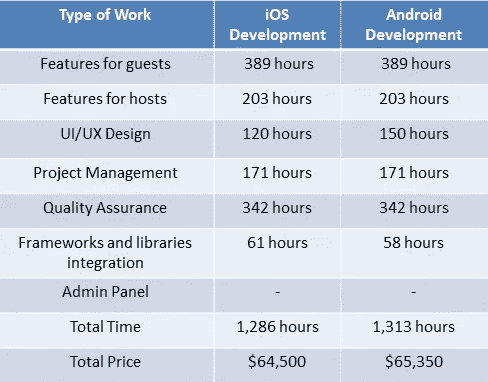 Type of Work iOS Development Android Development
Features for guests 389 hours 389 hours
Features for hosts 203 hours 203 hours
UI/UX Design 120 hours 150 hours
Project Management 171 hours 171 hours
Quality Assurance 342 hours 342 hours
Frameworks and libraries integration 61 hours 58 hours
Admin Panel - -
Total Time 1,286 hours 1,313 hours
Total Price $64,500 $65,350